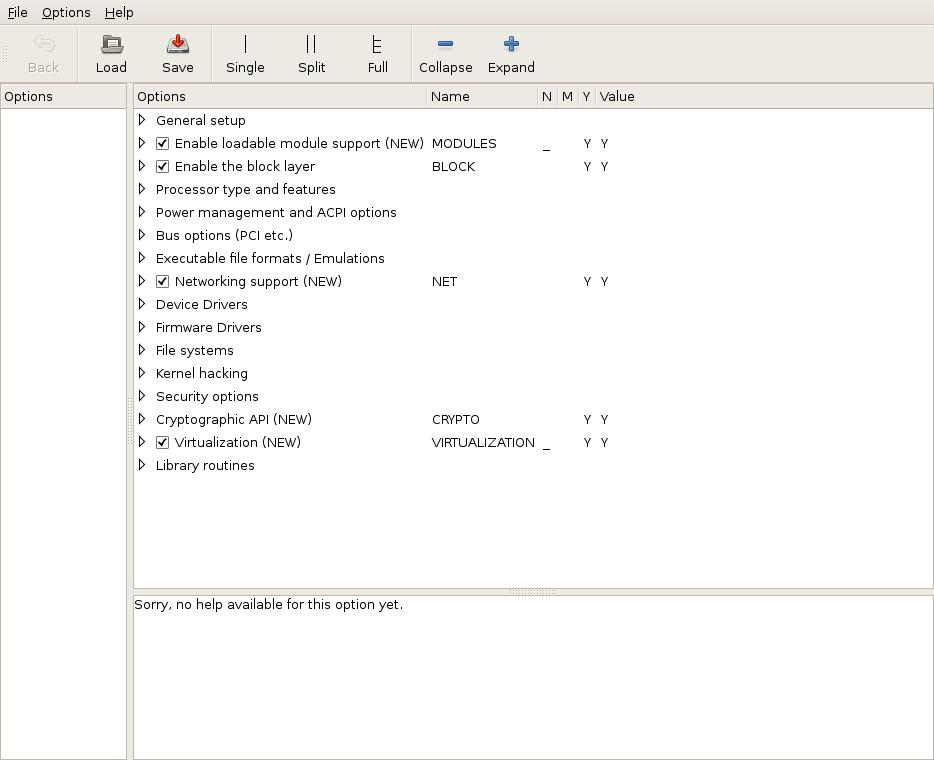 File Options Help
Back Load Save Single Split Full Collapse Expand
Options Options Name N M Y Value
General setup
Enable loadable module support (NEW) MODULES _ Y Y
Enable the block layer BLOCK Y Y
Processor type and features
Power management and ACPI options
Bus options (PCI etc.)
Executable file formats / Emulations
Networking support (NEW) NET Y Y
Device Drivers
Firmware Drivers
File systems
Kernel hacking
Security options
Cryptographic API (NEW) CRYPTO Y Y
Virtualization (NEW) VIRTUALIZATION _ Y Y
Library routines
Sorry, no help available for this option yet.